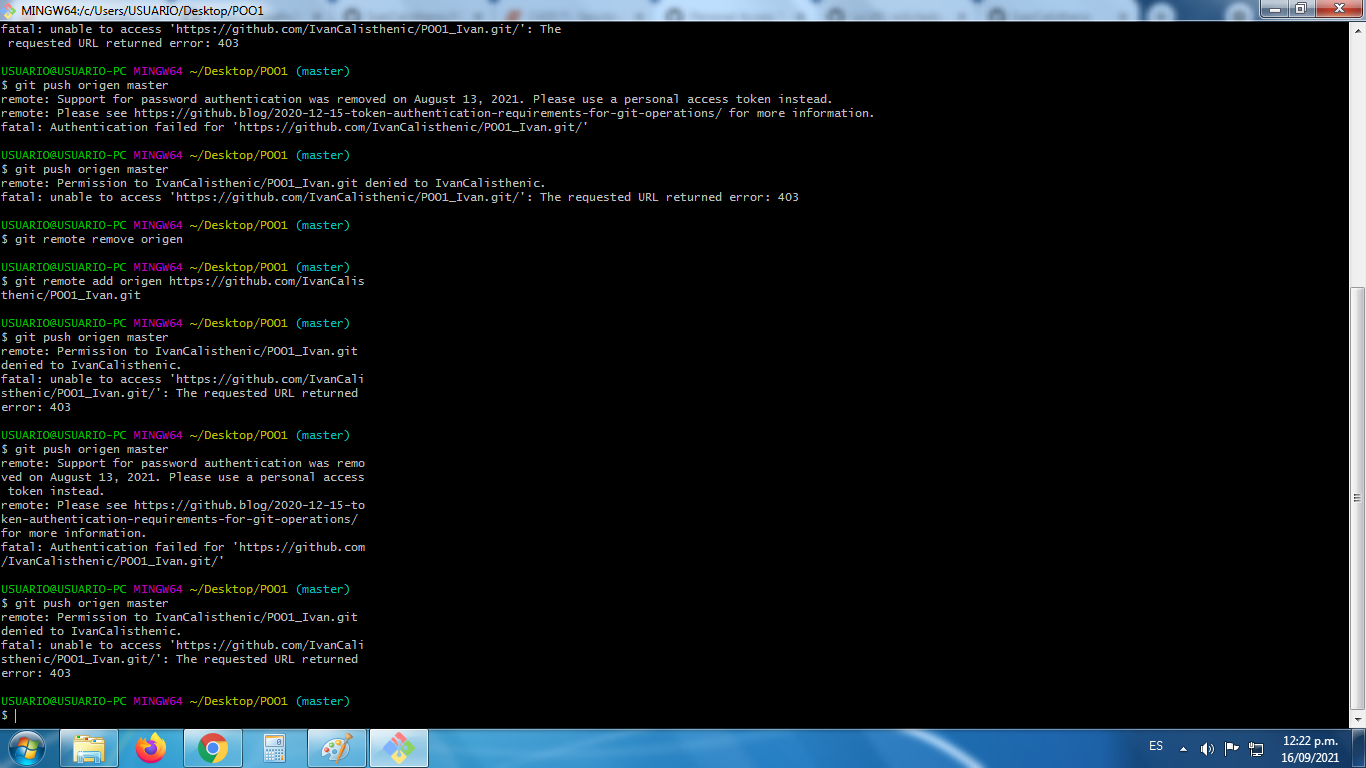 MINGW64:/c/Users/USUARIO/Desktop/POO1
fatal: unable to access 'https://github.com/IvanCalisthenic/POO1_Ivan.git/': The
 requested URL returned error: 403
USUARIO@USUARIO-PC MINGW64 ~/Desktop/POO1 (master)
$ git push origen master
remote: Support for password authentication was removed on August 13, 2021. Please use a personal access token instead.
remote: Please see https://github.blog/2020-12-15-token-authentication-requirements-for-git-operations/ for more information.
fatal: Authentication failed for 'https://github.com/IvanCalisthenic/POO1_Ivan.git/'
USUARIO@USUARIO-PC MINGW64 ~/Desktop/POO1 (master)
$ git push origen master
remote: Permission to IvanCalisthenic/POO1_Ivan.git denied to IvanCalisthenic.
fatal: unable to access 'https://github.com/IvanCalisthenic/POO1_Ivan.git/': The requested URL returned error: 403
USUARIO@USUARIO-PC MINGW64 ~/Desktop/POO1 (master)
$ git remote remove origen
USUARIO@USUARIO-PC MINGW64 ~/Desktop/POO1 (master)
$ git remote add origen https://github.com/IvanCalis
thenic/POO1_Ivan.git
USUARIO@USUARIO-PC MINGW64 ~/Desktop/POO1 (master)
$ git push origen master
remote: Permission to IvanCalisthenic/POO1_Ivan.git
denied to IvanCalisthenic.
fatal: unable to access 'https://github.com/IvanCali
sthenic/POO1_Ivan.git/': The requested URL returned
error: 403
USUARIO@USUARIO-PC MINGW64 ~/Desktop/POO1 (master)
$ git push origen master
remote: Support for password authentication was remo
ved on August 13, 2021. Please use a personal access
 token instead.
remote: Please see https://github.blog/2020-12-15-to
ken-authentication-requirements-for-git-operations/
for more information.
fatal: Authentication failed for 'https://github.com
/IvanCalisthenic/POO1_Ivan.git/'
USUARIO@USUARIO-PC MINGW64 ~/Desktop/POO1 (master)
$ git push origen master
remote: Permission to IvanCalisthenic/POO1_Ivan.git
denied to IvanCalisthenic.
fatal: unable to access 'https://github.com/IvanCali
sthenic/POO1_Ivan.git/': The requested URL returned
error: 403
USUARIO@USUARIO-PC MINGW64 ~/Desktop/POO1 (master)
$
ES
12:22 p.m.
16/09/2021